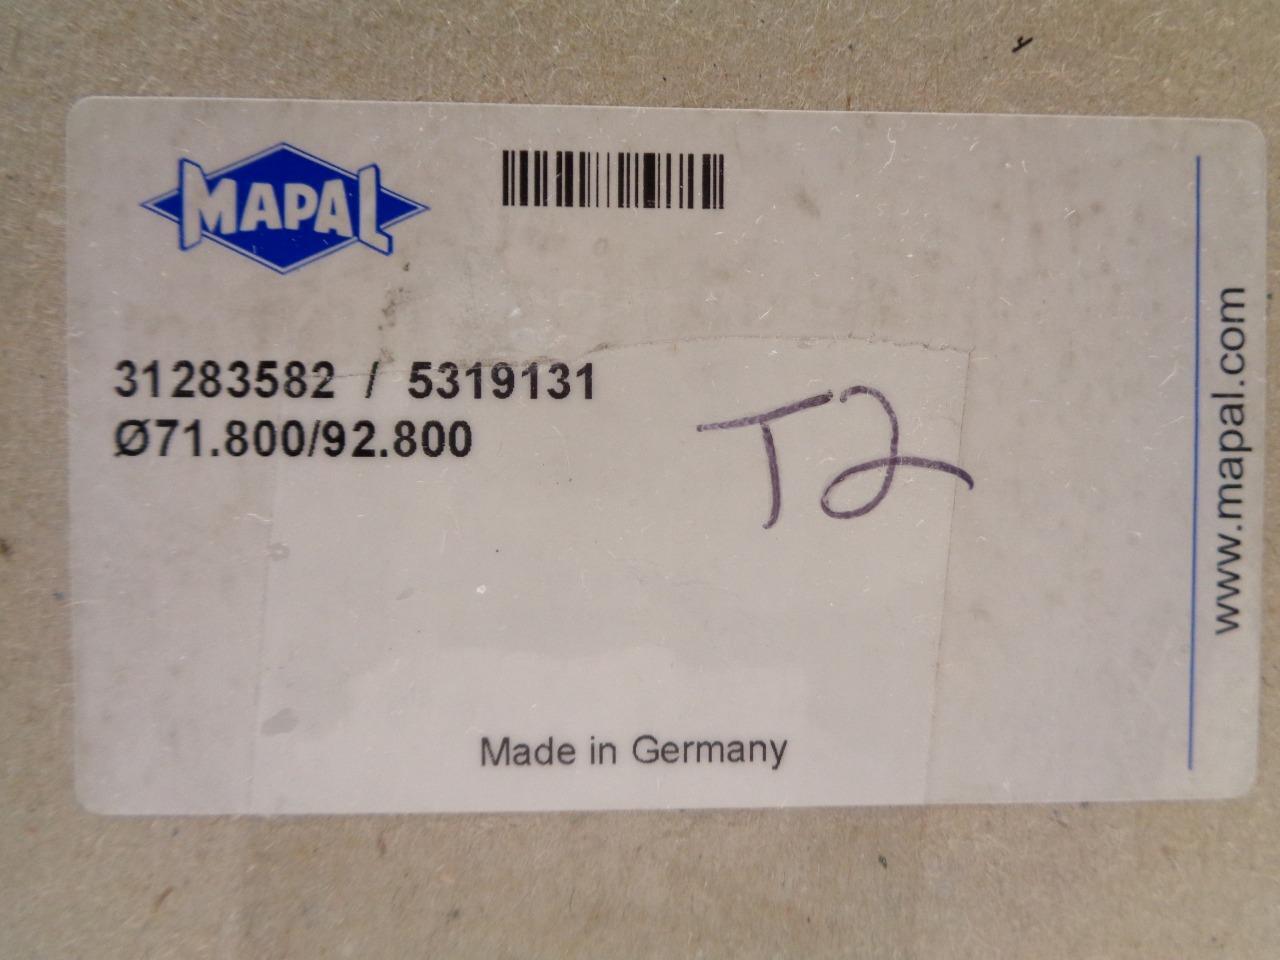 MAPAL
31283582 / 5319131
Ø71.800/92.800
T2
Made in Germany
www.mapal.com